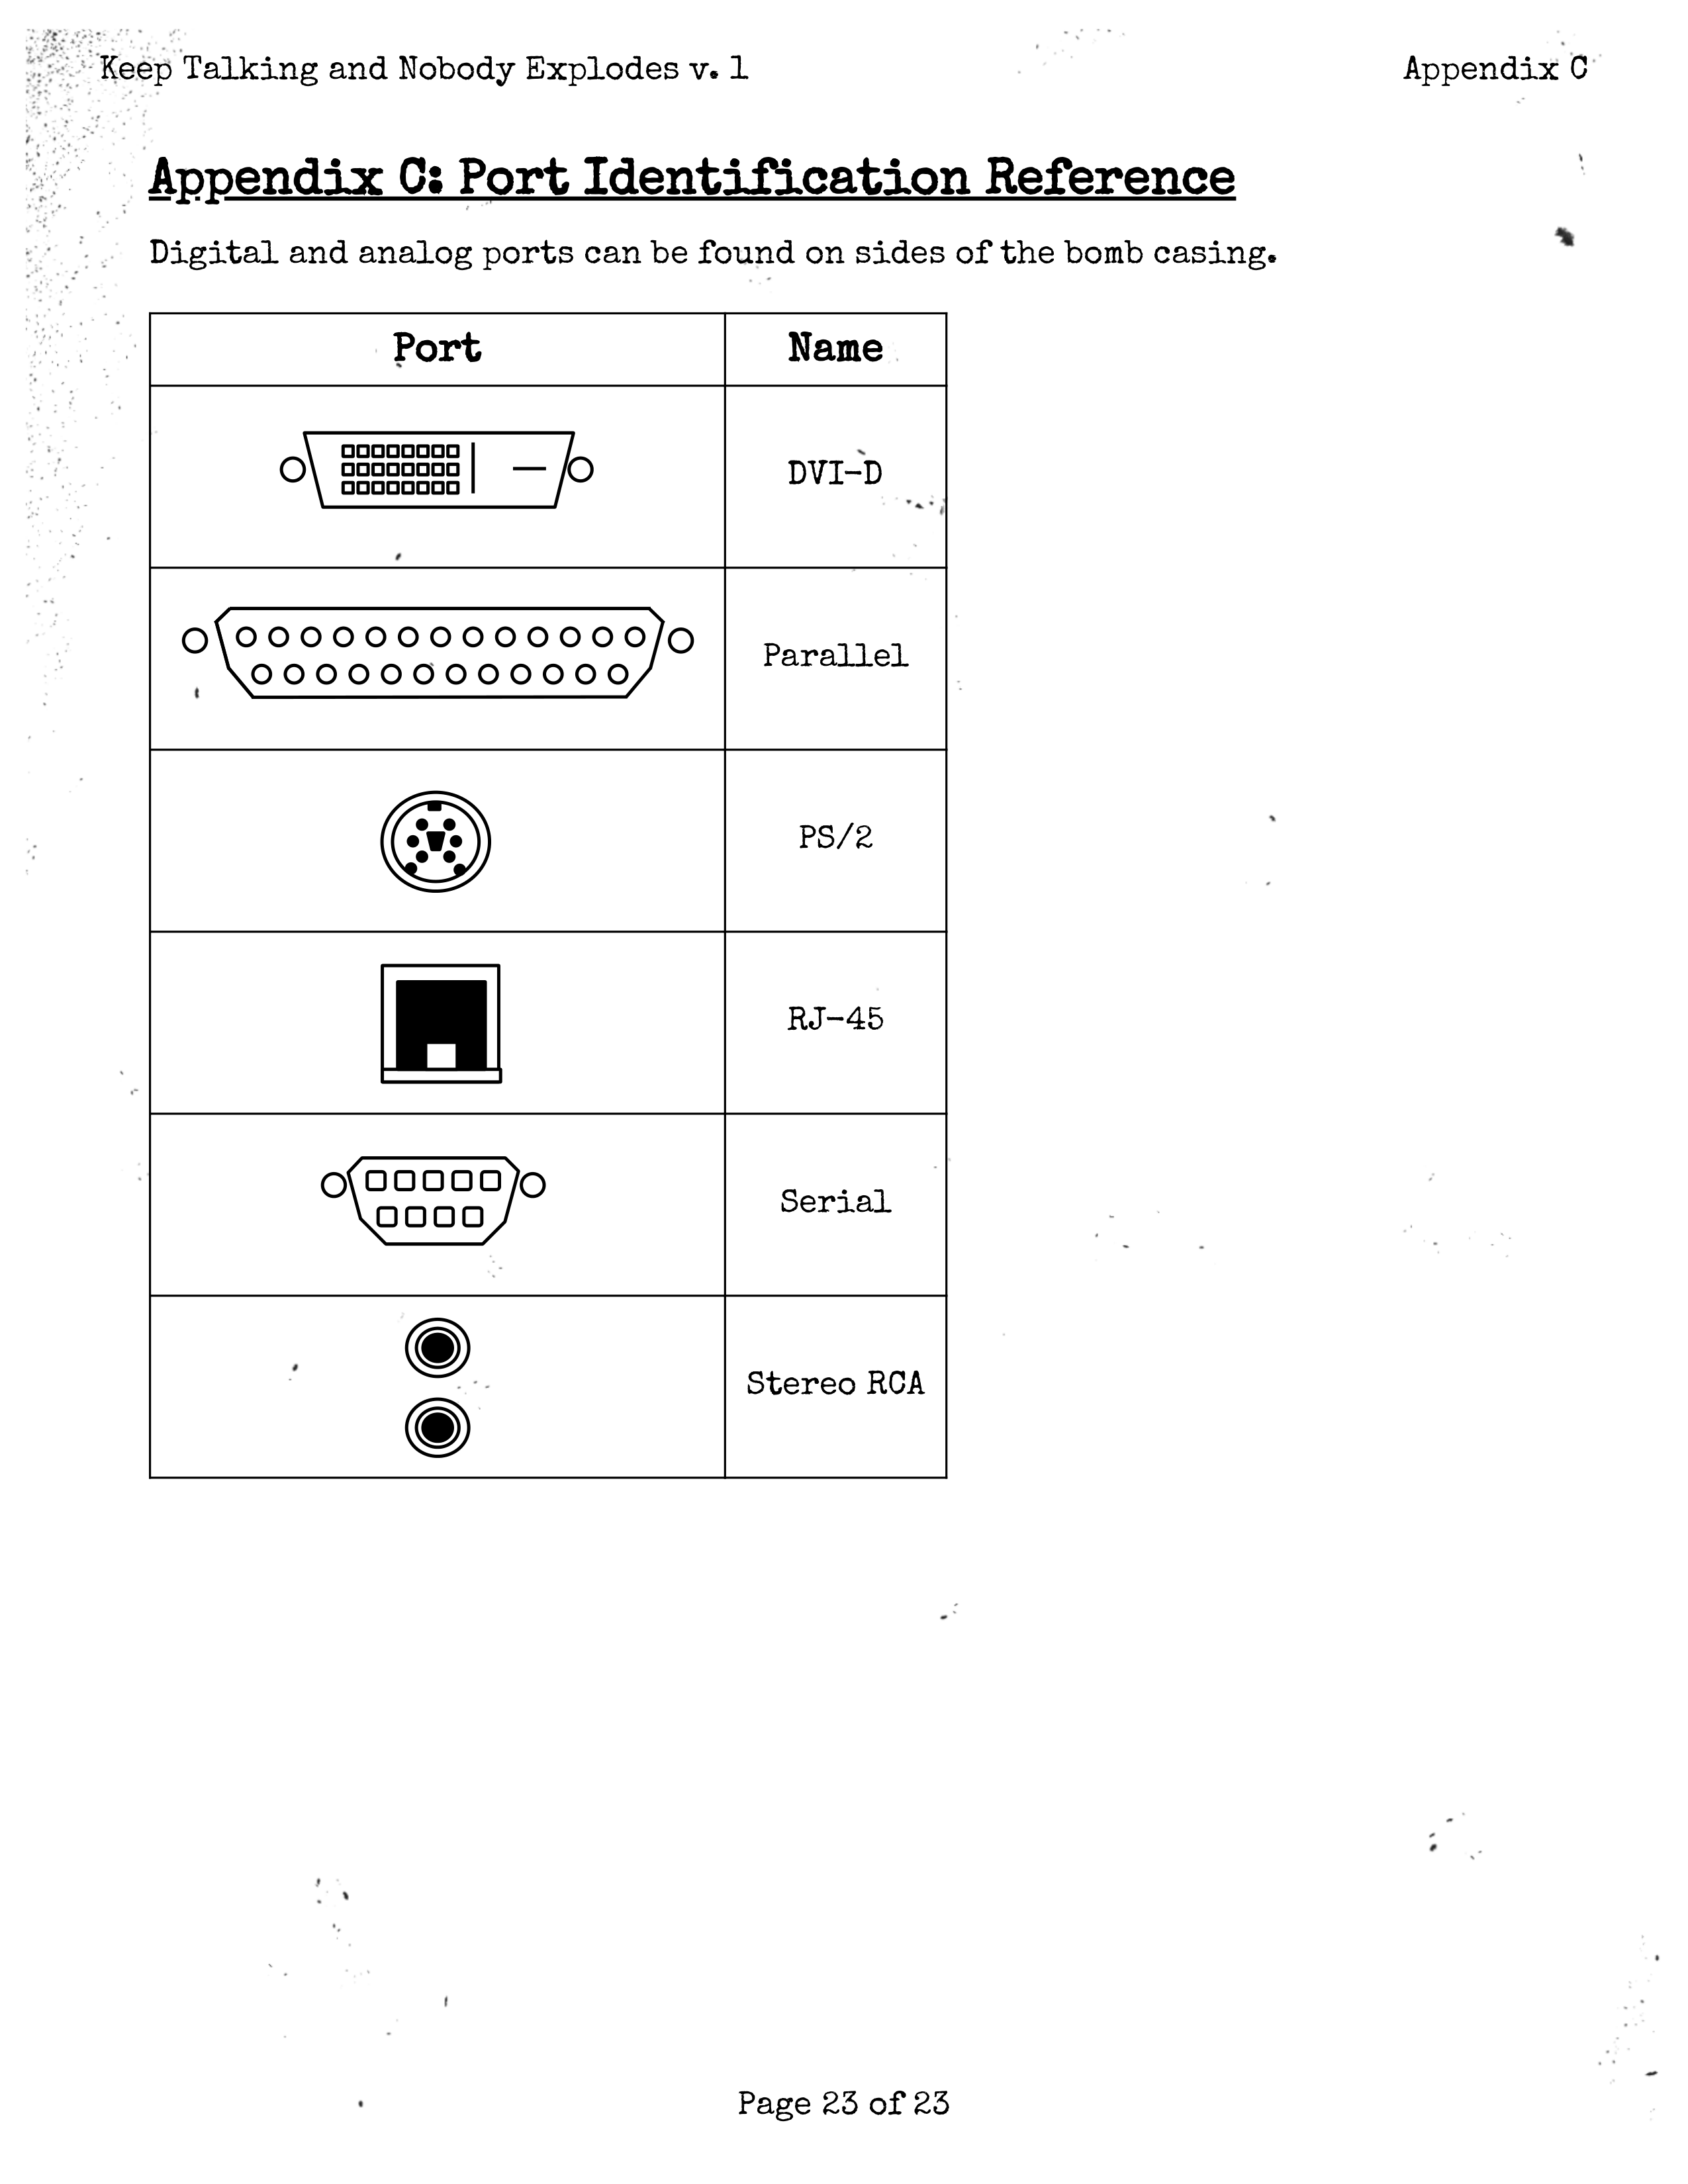 Keep Talking and Nobody Explodes v. 1
Appendix C
Appendix C: Port Identification Reference
Digital and analog ports can be found on sides of the bomb casing.
Port Name
DVI-D
Parallel
PS/2
RJ-45
Serial
Stereo RCA
Page 23 of 23